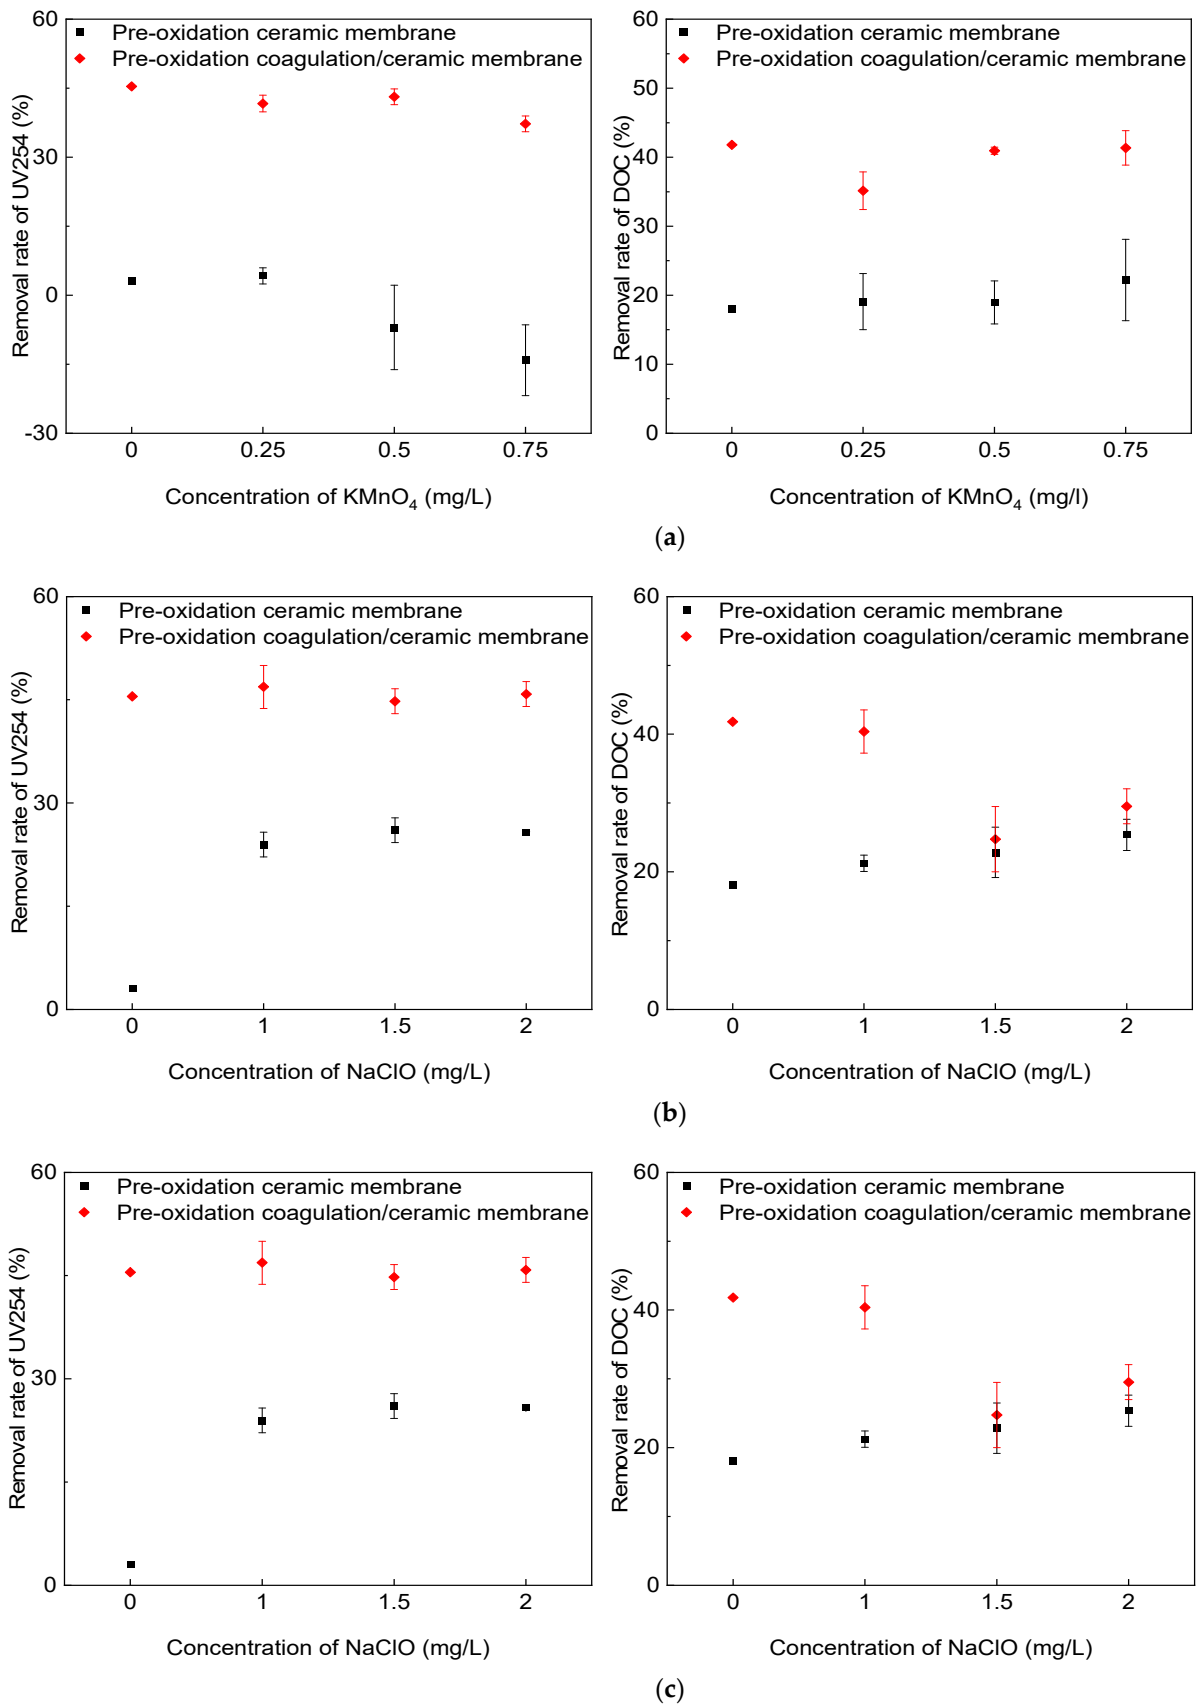 Pre-oxidation ceramic membrane
Pre-oxidation coagulation/ceramic membrane
Removal rate of UV254 (%)
60
30
0
-30
0 0.25 0.5 0.75
Concentration of KMnO₄ (mg/L)
Pre-oxidation ceramic membrane
Pre-oxidation coagulation/ceramic membrane
Removal rate of DOC (%)
60
50
40
30
20
10
0
0 0.25 0.5 0.75
Concentration of KMnO₄ (mg/l)
(a)
Pre-oxidation ceramic membrane
Pre-oxidation coagulation/ceramic membrane
Removal rate of UV254 (%)
60
30
0
0 1 1.5 2
Concentration of NaClO (mg/L)
Pre-oxidation ceramic membrane
Pre-oxidation coagulation/ceramic membrane
Removal rate of DOC (%)
60
40
20
0
0 1 1.5 2
Concentration of NaClO (mg/L)
(b)
Pre-oxidation ceramic membrane
Pre-oxidation coagulation/ceramic membrane
Removal rate of UV254 (%)
60
30
0
0 1 1.5 2
Concentration of NaClO (mg/L)
Pre-oxidation ceramic membrane
Pre-oxidation coagulation/ceramic membrane
Removal rate of DOC (%)
60
40
20
0
0 1 1.5 2
Concentration of NaClO (mg/L)
(c)